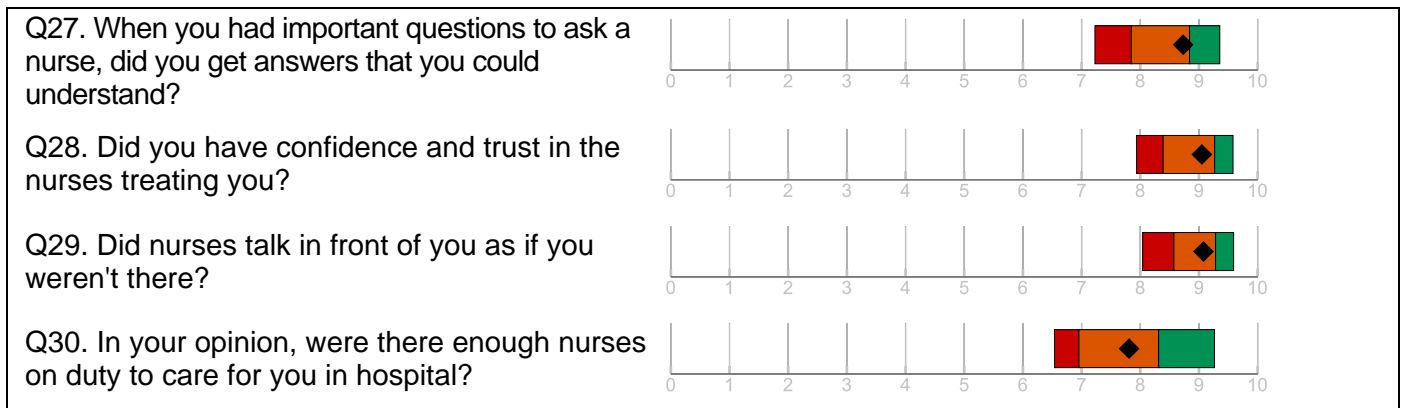 Q27. When you had important questions to ask a
nurse, did you get answers that you could
understand?
0 1 2 3 4 5 6 7 8 9 10
Q28. Did you have confidence and trust in the
nurses treating you?
0 1 2 3 4 5 6 7 8 9 10
Q29. Did nurses talk in front of you as if you
weren't there?
0 1 2 3 4 5 6 7 8 9 10
Q30. In your opinion, were there enough nurses
on duty to care for you in hospital?
0 1 2 3 4 5 6 7 8 9 10